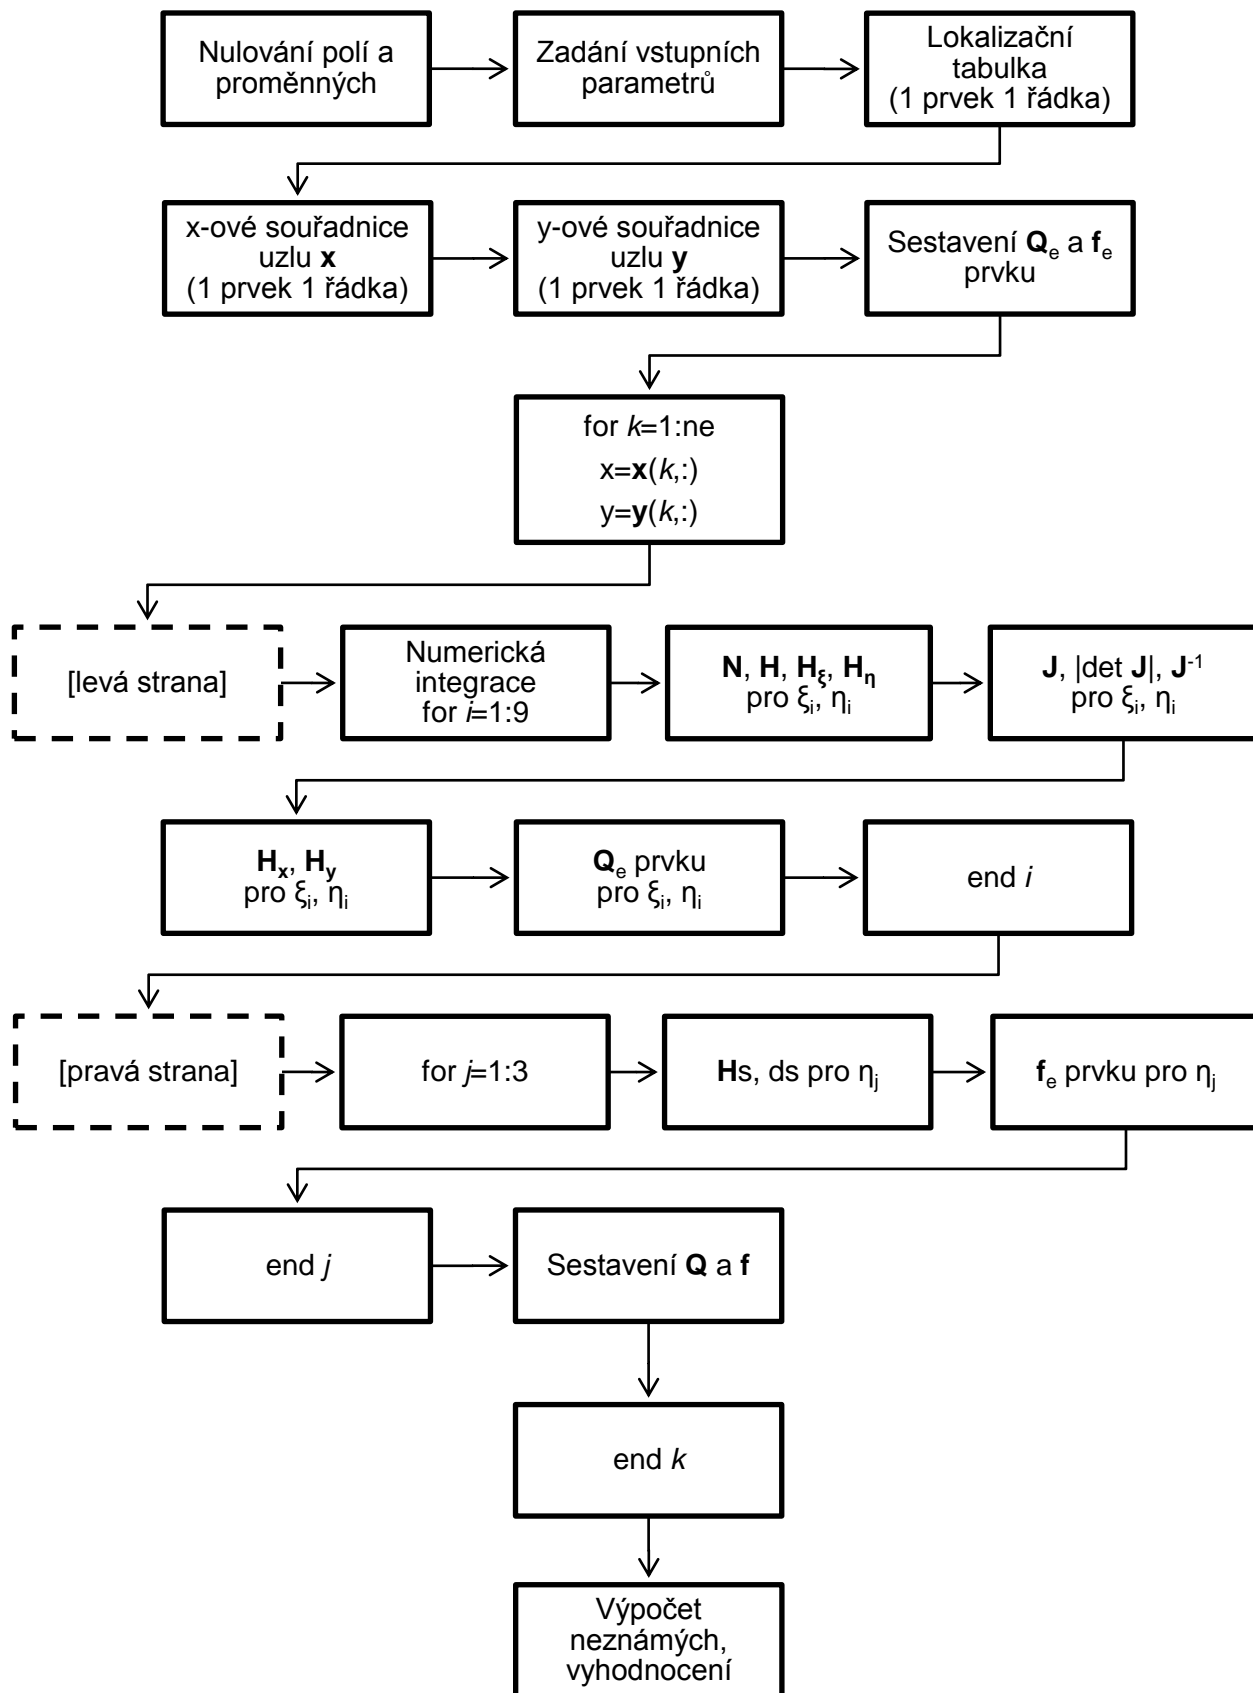 Nulování polí a
proměnných
Zadání vstupních
parametrů
Lokalizační
tabulka
(1 prvek 1 řádka)
x-ové souřadnice
uzlu x
(1 prvek 1 řádka)
y-ové souřadnice
uzlu y
(1 prvek 1 řádka)
Sestavení Qe a fe
prvku
for k=1:ne
x=x(k,:)
y=y(k,:)
[levá strana]
Numerická
integrace
for i=1:9
N, H, Hξ, Hη
pro ξi, ηi
J, |det J|, J-1
pro ξi, ηi
Hx, Hy
pro ξi, ηi
Qe prvku
pro ξi, ηi
end i
[pravá strana]
for j=1:3
Hs, ds pro ηj
fe prvku pro ηj
end j
Sestavení Q a f
end k
Výpočet
neznámých,
vyhodnocení